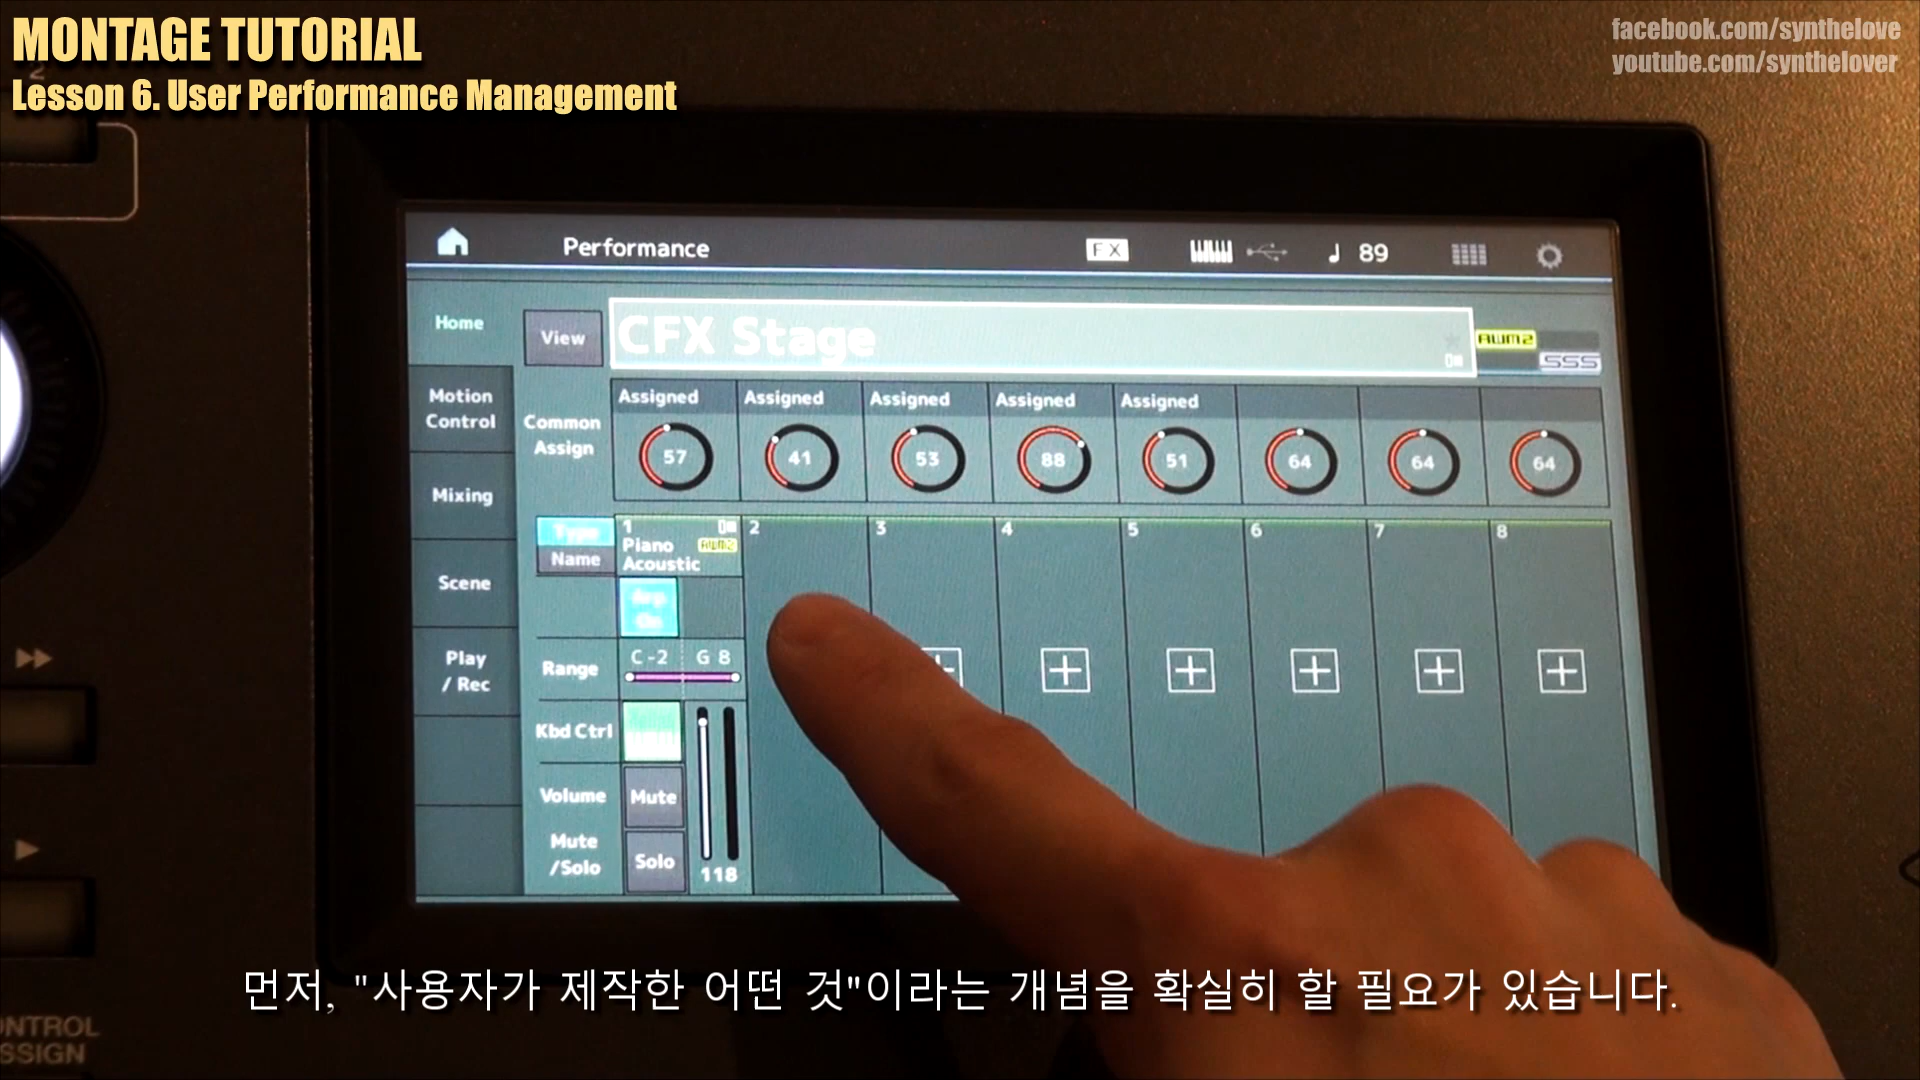 MONTAGE TUTORIAL
Lesson 6. User Performance Management
facebook.com/synthelove
youtube.com/synthelover
2
Performance
FX
89
Home
View
CFX Stage
AWM2
SSS
Motion
Control
Common
Assign
Assigned
Assigned
Assigned
Assigned
Assigned
57
41
53
88
51
64
64
64
Mixing
Type
Name
1
Piano
AWM2
Acoustic
2
3
4
5
6
7
8
Scene
Arp
On
Play
/ Rec
Range
C -2
G 8
Kbd Ctrl
Volume
Mute
Mute
/Solo
Solo
118
먼저, "사용자가 제작한 어떤 것"이라는 개념을 확실히 할 필요가 있습니다.
ONTROL
SSIGN